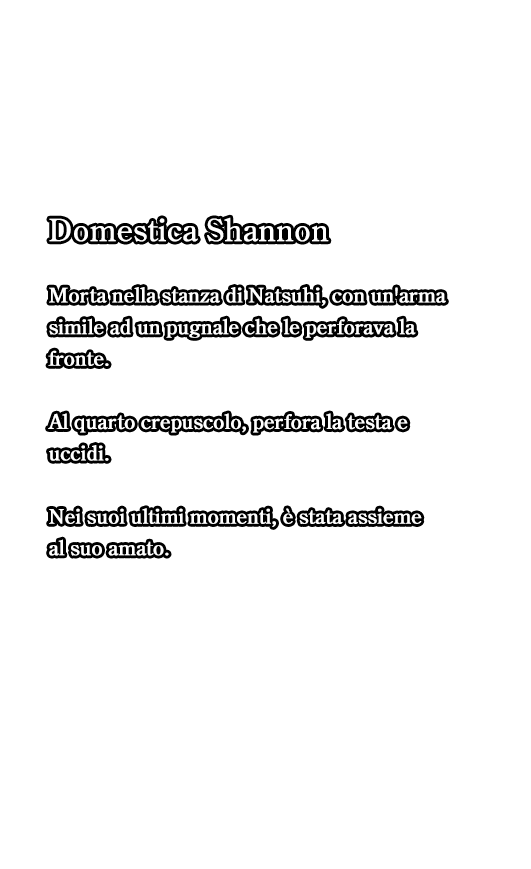 Domestica Shannon
Morta nella stanza di Natsuhi, con un'arma
simile ad un pugnale che le perforava la
fronte.
Al quarto crepuscolo, perfora la testa e
uccidi.
Nei suoi ultimi momenti, è stata assieme
al suo amato.